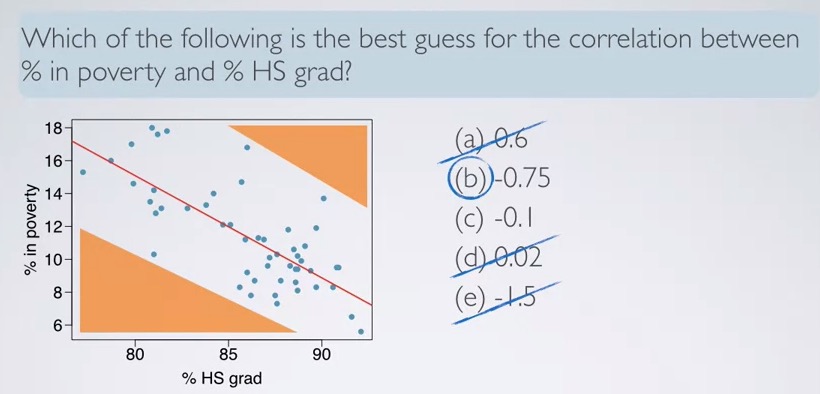 Which of the following is the best guess for the correlation between
% in poverty and % HS grad?
18
16
14
12
10
8
6
% in poverty
80
85
90
% HS grad
(a) 0.6
(b) -0.75
(c) -0.1
(d) 0.02
(e) -1.5